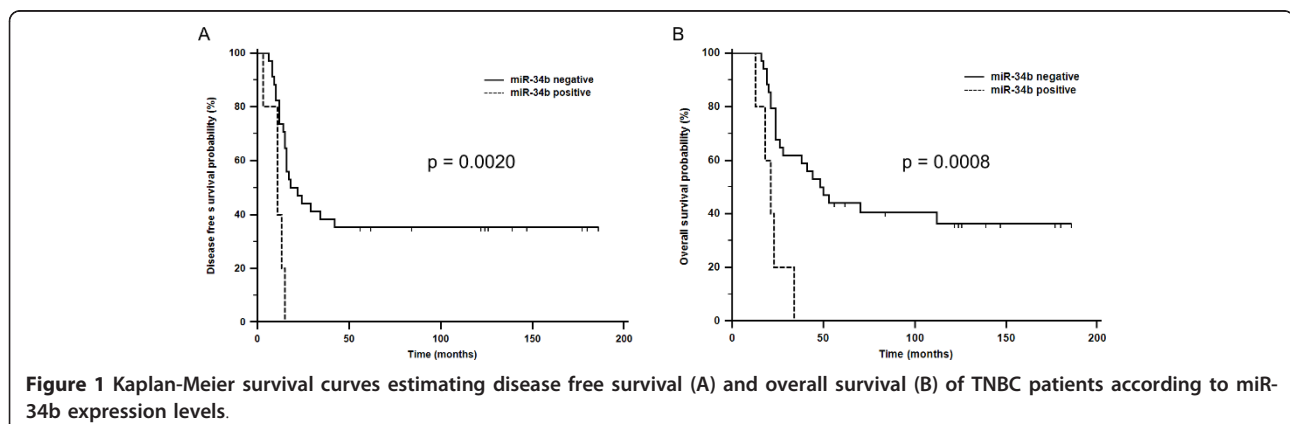 A
B
100
80
60
40
20
0
Disease free survival probability (%)
miR-34b negative
miR-34b positive
p = 0.0020
0 50 100 150 200
Time (months)
100
80
60
40
20
0
Overall survival probability (%)
miR-34b negative
miR-34b positive
p = 0.0008
0 50 100 150 200
Time (months)
Figure 1 Kaplan-Meier survival curves estimating disease free survival (A) and overall survival (B) of TNBC patients according to miR-
34b expression levels.